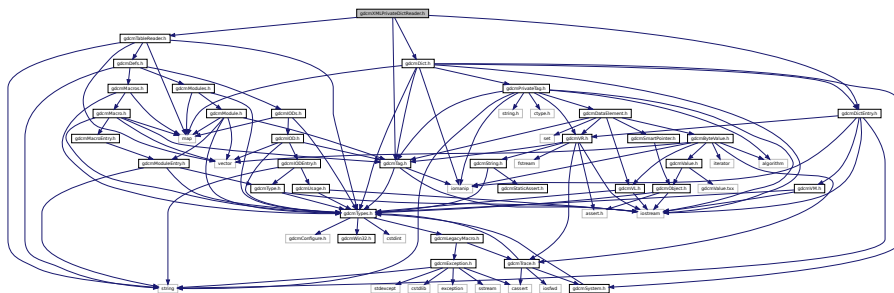 gdcmXMLPrivateDictReader.h
gdcmTableReader.h
gdcmDefs.h
gdcmDict.h
gdcmMacros.h
gdcmModules.h
gdcmPrivateTag.h
gdcmMacro.h
gdcmModule.h
gdcmIODs.h
string.h
ctype.h
gdcmDataElement.h
gdcmDictEntry.h
gdcmMacroEntry.h
map
gdcmIOD.h
set
gdcmVR.h
gdcmSmartPointer.h
gdcmByteValue.h
gdcmModuleEntry.h
vector
gdcmIODEntry.h
gdcmTag.h
gdcmString.h
fstream
gdcmValue.h
iterator
algorithm
gdcmType.h
gdcmUsage.h
iomanip
gdcmStaticAssert.h
gdcmVL.h
gdcmObject.h
gdcmValue.txx
gdcmVM.h
gdcmTypes.h
assert.h
iostream
gdcmConfigure.h
gdcmWin32.h
cstdint
gdcmLegacyMacro.h
gdcmException.h
gdcmTrace.h
string
stdexcept
cstdlib
exception
sstream
cassert
iosfwd
gdcmSystem.h